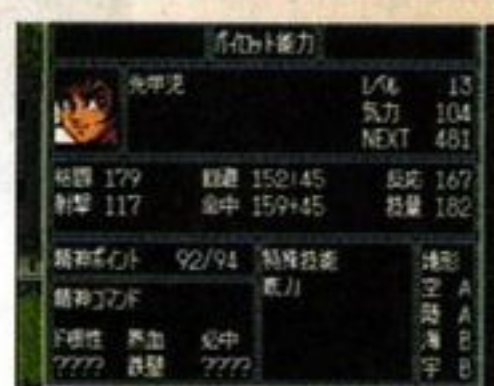 パイロット能力
兜甲児
レベル 13
気力 104
NEXT 481
格闘 179 回避 152+45 反応 167
射撃 117 命中 159+45 技量 182
精神ポイント 92/94
精神コマンド
ド根性 熱血 必中
???? 鉄壁 ????
特殊技能
底力
地形
空 A
陸 A
海 B
宇 B